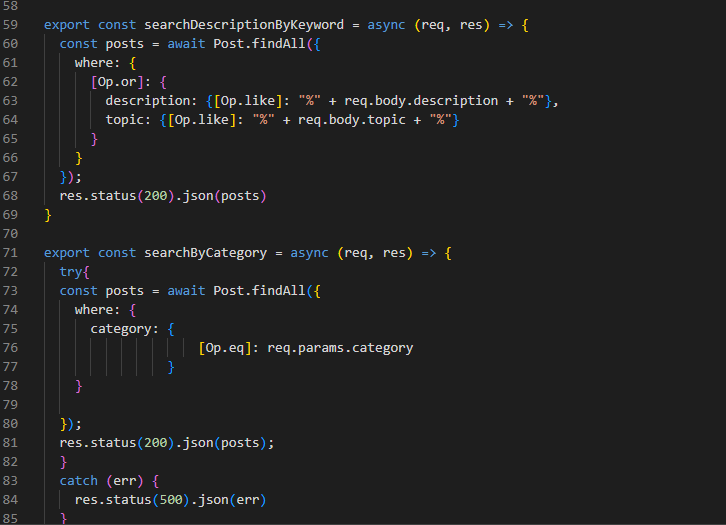 58
59 export const searchDescriptionByKeyword = async (req, res) => {
60   const posts = await Post.findAll({
61     where: {
62       [Op.or]: {
63         description: {[Op.like]: "%" + req.body.description + "%"},
64         topic: {[Op.like]: "%" + req.body.topic + "%"}
65       }
66     }
67   });
68   res.status(200).json(posts)
69 }
70
71 export const searchByCategory = async (req, res) => {
72   try{
73   const posts = await Post.findAll({
74     where: {
75       category: {
76                     [Op.eq]: req.params.category
77                 }
78     }
79
80   });
81   res.status(200).json(posts);
82   }
83   catch (err) {
84     res.status(500).json(err)
85   }